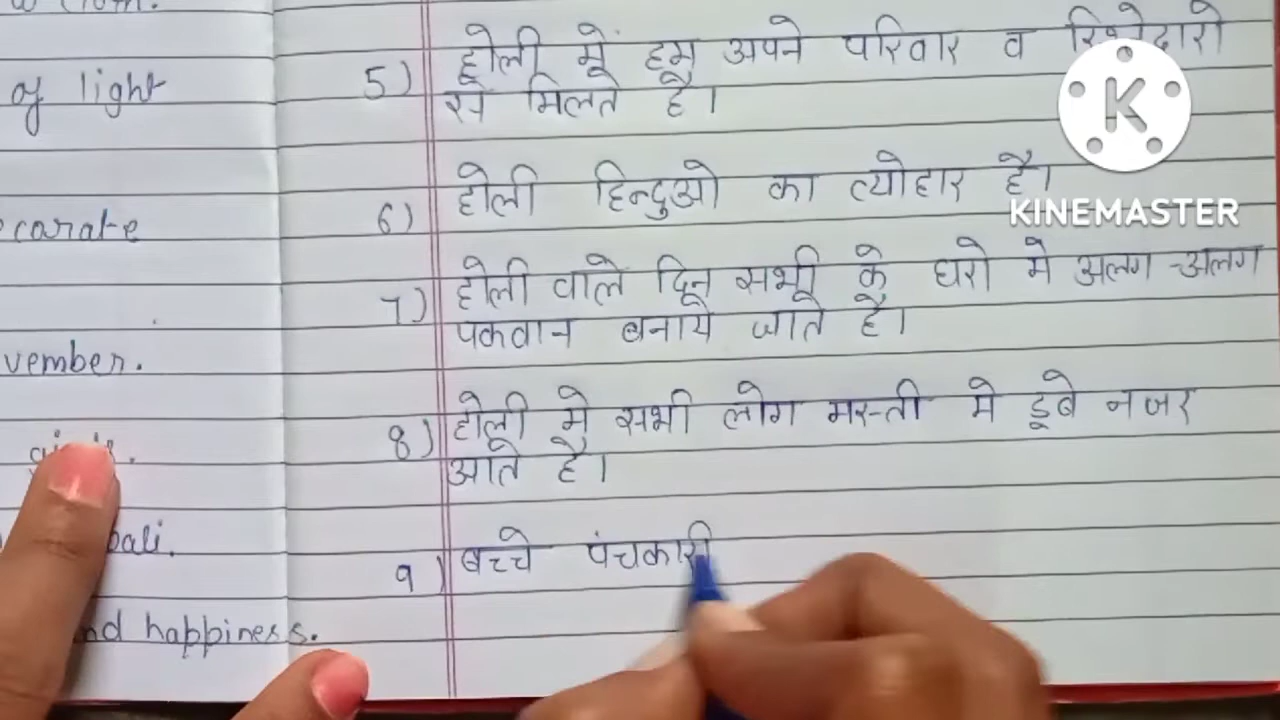 of light
vember.
bali.
nd happiness.
5) होली में हम अपने परिवार व
से मिलते है।
6) होली हिन्दुओ का त्योहार है।
7) होली वाले दिन सभी के घरो मे अलग-अलग
पकवान बनाये जाते है।
8) होली मे सभी लोग मस्ती मे डूबे नजर
आते है।
9) बच्चे पंचकारी
K
KINEMASTER